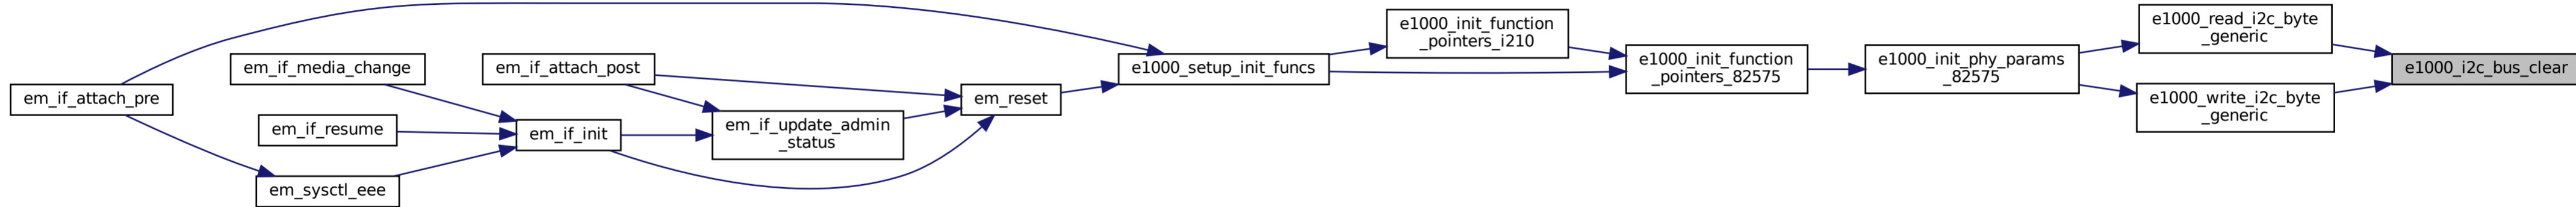 em_if_attach_pre
em_if_media_change
em_if_resume
em_sysctl_eee
em_if_attach_post
em_if_init
em_if_update_admin
_status
em_reset
e1000_setup_init_funcs
e1000_init_function
_pointers_i210
e1000_init_function
_pointers_82575
e1000_init_phy_params
_82575
e1000_read_i2c_byte
_generic
e1000_write_i2c_byte
_generic
e1000_i2c_bus_clear